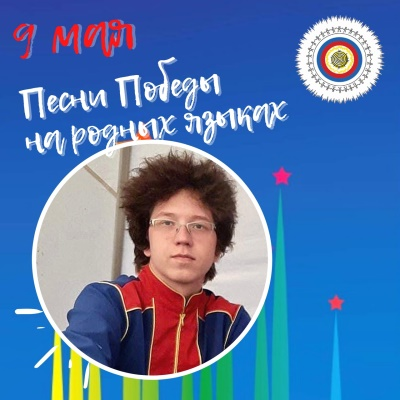 9 мая
Песни Победы
на родных языках